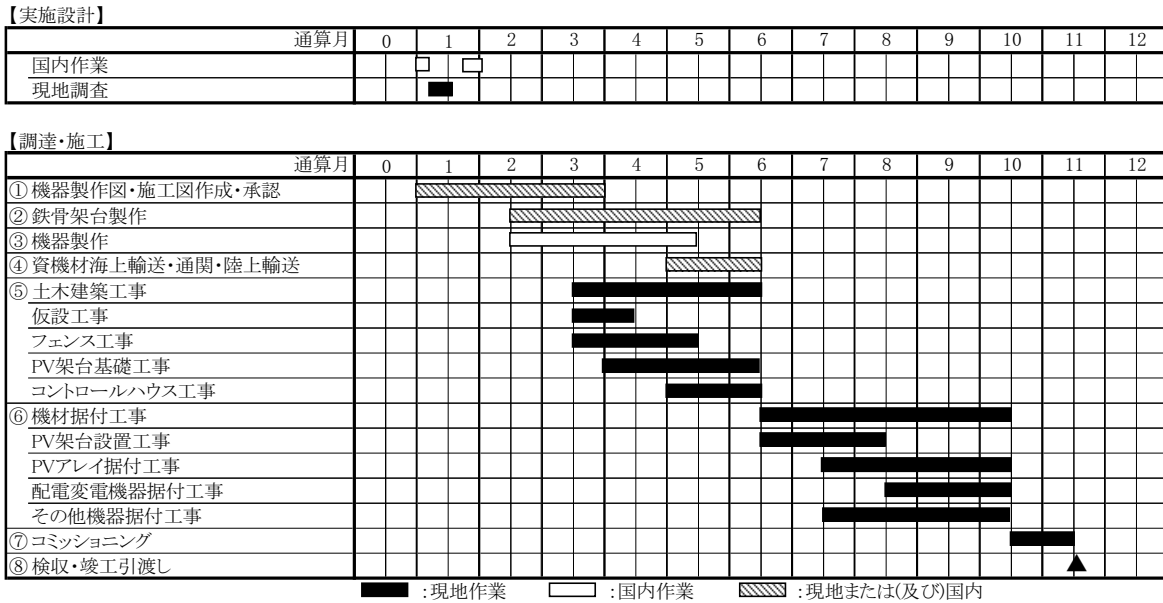 【実施設計】
通算月 0 1 2 3 4 5 6 7 8 9 10 11 12
国内作業
現地調査
【調達・施工】
通算月 0 1 2 3 4 5 6 7 8 9 10 11 12
①機器製作図・施工図作成・承認
②鉄骨架台製作
③機器製作
④資機材海上輸送・通関・陸上輸送
⑤土木建築工事
仮設工事
フェンス工事
PV架台基礎工事
コントロールハウス工事
⑥機材据付工事
PV架台設置工事
PVアレイ据付工事
配電変電機器据付工事
その他機器据付工事
⑦コミッショニング
⑧検収・竣工引渡し
:現地作業 :国内作業 :現地または(及び)国内